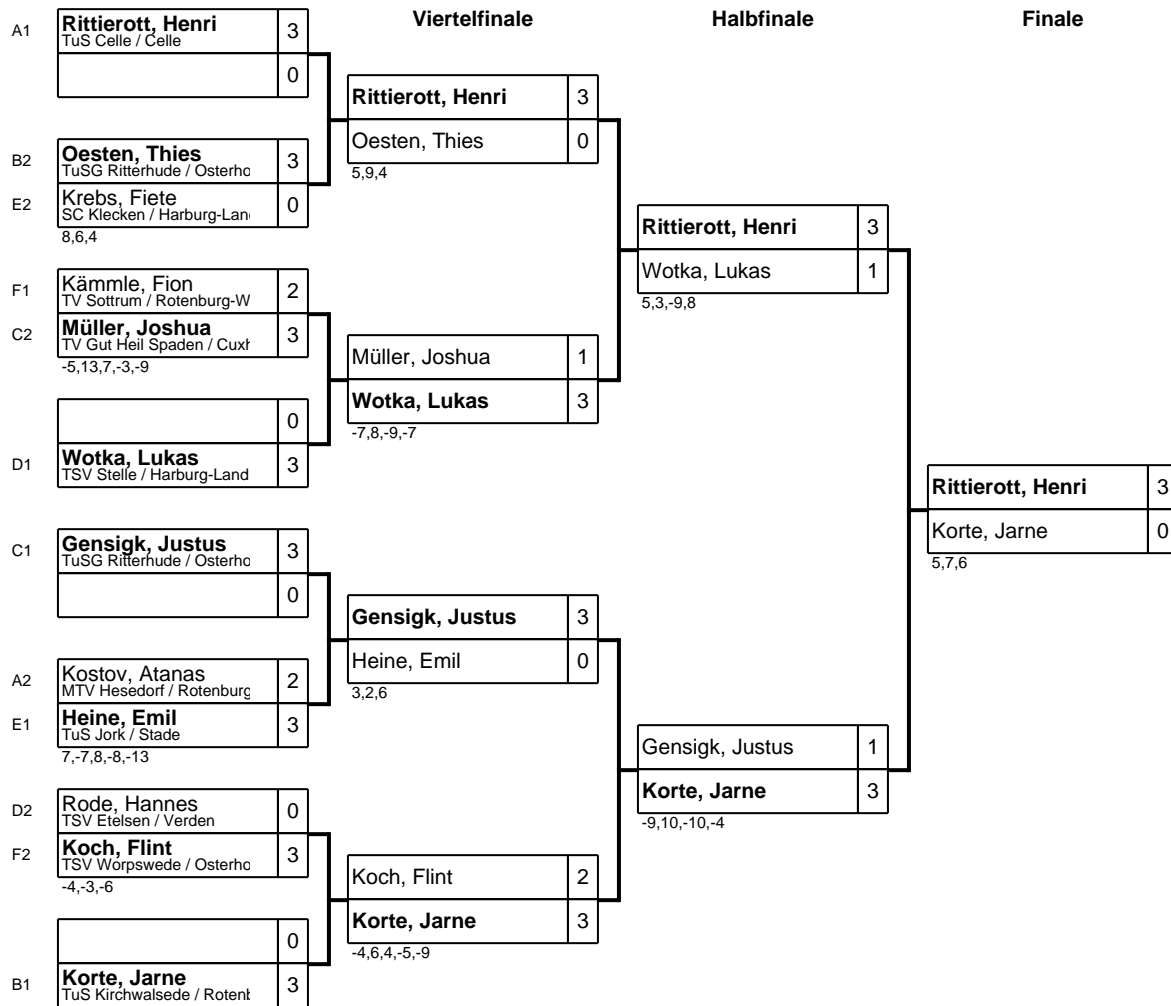 Viertelfinale
Halbfinale
Finale
A1
Rittierott, Henri
3
TuS Celle / Celle
0
B2
Oesten, Thies
3
TuSG Ritterhude / Osterho
E2
Krebs, Fiete
0
SC Klecken / Harburg-Lan
8,6,4
F1
Kämmle, Fion
2
TV Sottrum / Rotenburg-W
C2
Müller, Joshua
3
TV Gut Heil Spaden / Cuxh
-5,13,7,-3,-9
0
D1
Wotka, Lukas
3
TSV Stelle / Harburg-Land
C1
Gensigk, Justus
3
TuSG Ritterhude / Osterho
0
A2
Kostov, Atanas
2
MTV Hesedorf / Rotenburg
E1
Heine, Emil
3
TuS Jork / Stade
7,-7,8,-8,-13
D2
Rode, Hannes
0
TSV Etelsen / Verden
F2
Koch, Flint
3
TSV Worpswede / Osterho
-4,-3,-6
0
B1
Korte, Jarne
3
TuS Kirchwalsede / Rotenb
Rittierott, Henri
3
Oesten, Thies
0
5,9,4
Müller, Joshua
1
Wotka, Lukas
3
-7,8,-9,-7
Gensigk, Justus
3
Heine, Emil
0
3,2,6
Koch, Flint
2
Korte, Jarne
3
-4,6,4,-5,-9
Rittierott, Henri
3
Wotka, Lukas
1
5,3,-9,8
Gensigk, Justus
1
Korte, Jarne
3
-9,10,-10,-4
Rittierott, Henri
3
Korte, Jarne
0
5,7,6